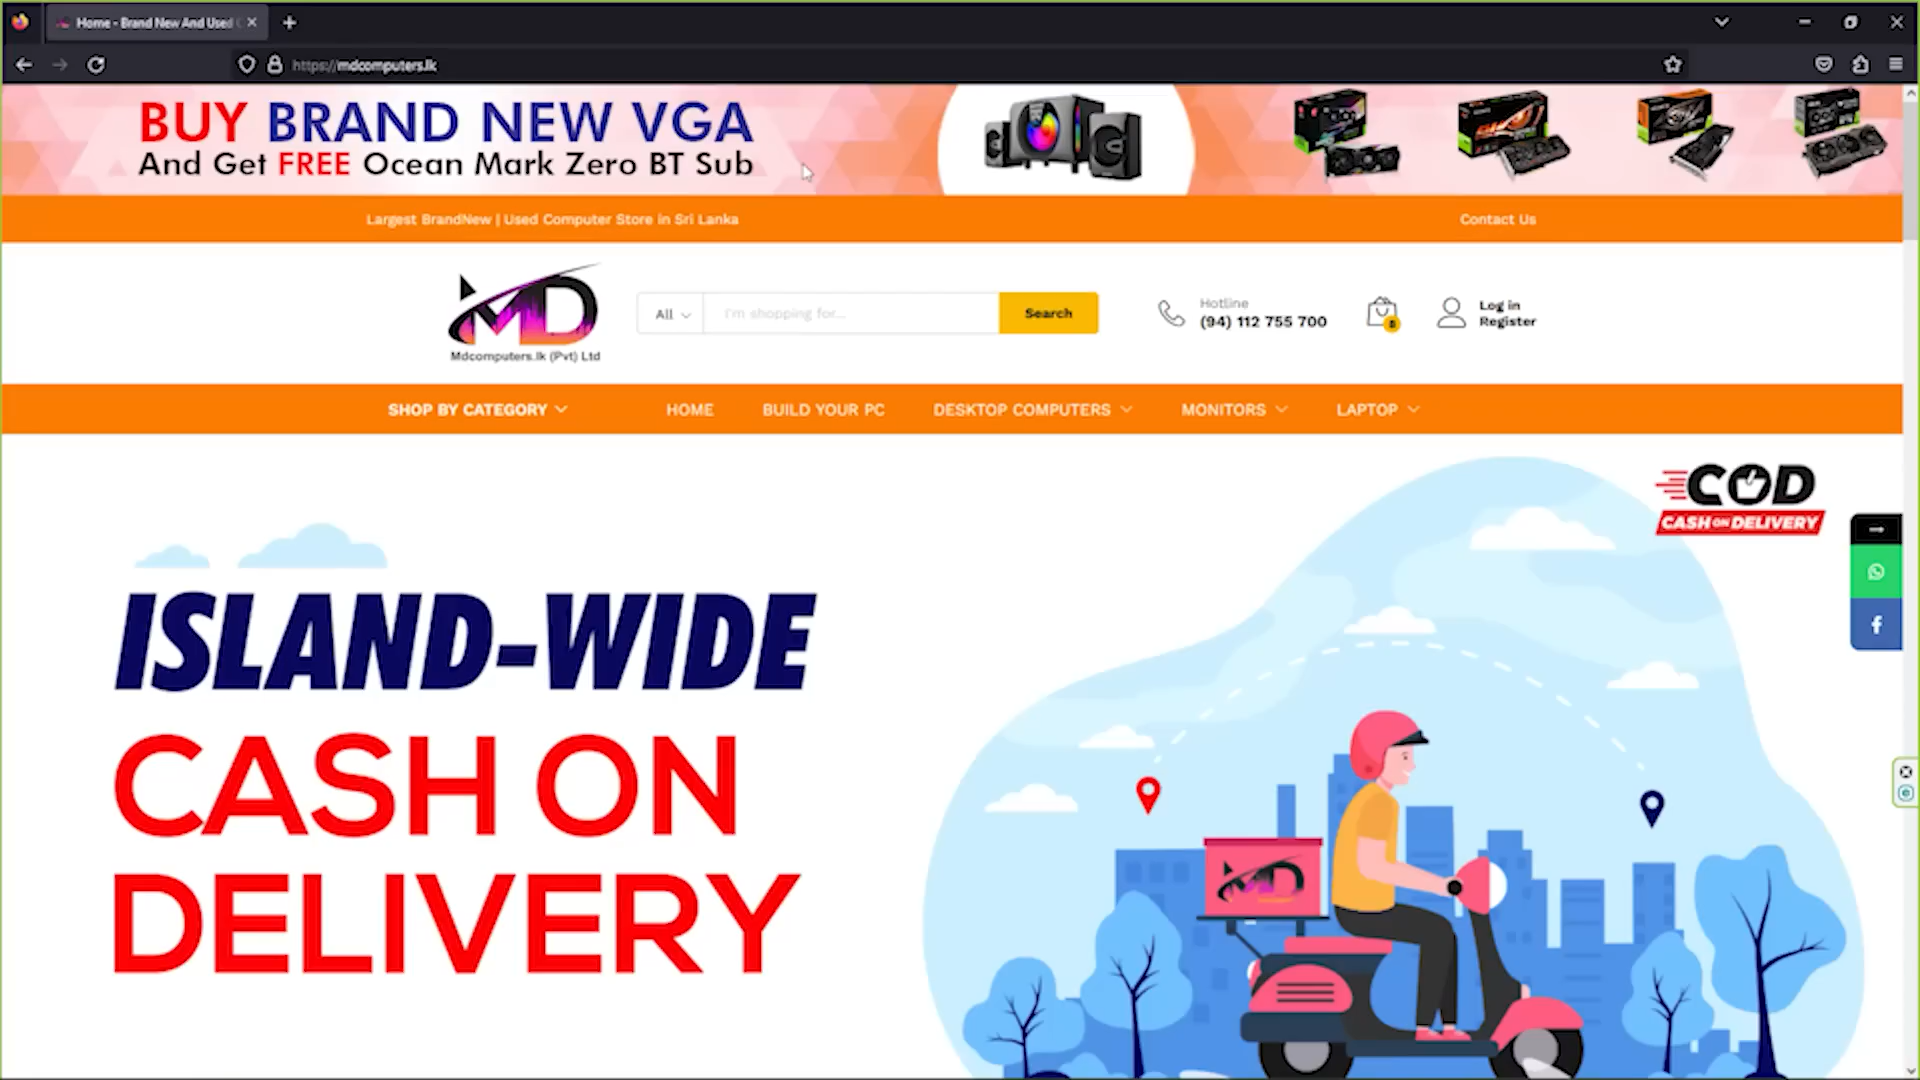 Home - Brand New And Used
https://mdcomputers.lk
BUY BRAND NEW VGA
And Get FREE Ocean Mark Zero BT Sub
Largest BrandNew | Used Computer Store in Sri Lanka
Contact Us
MD
Mdcomputers.lk (Pvt) Ltd
All
I'm shopping for...
Search
Hotline
(94) 112 755 700
Log in
Register
SHOP BY CATEGORY
HOME
BUILD YOUR PC
DESKTOP COMPUTERS
MONITORS
LAPTOP
COD
CASH ON DELIVERY
ISLAND-WIDE
CASH ON
DELIVERY
MD